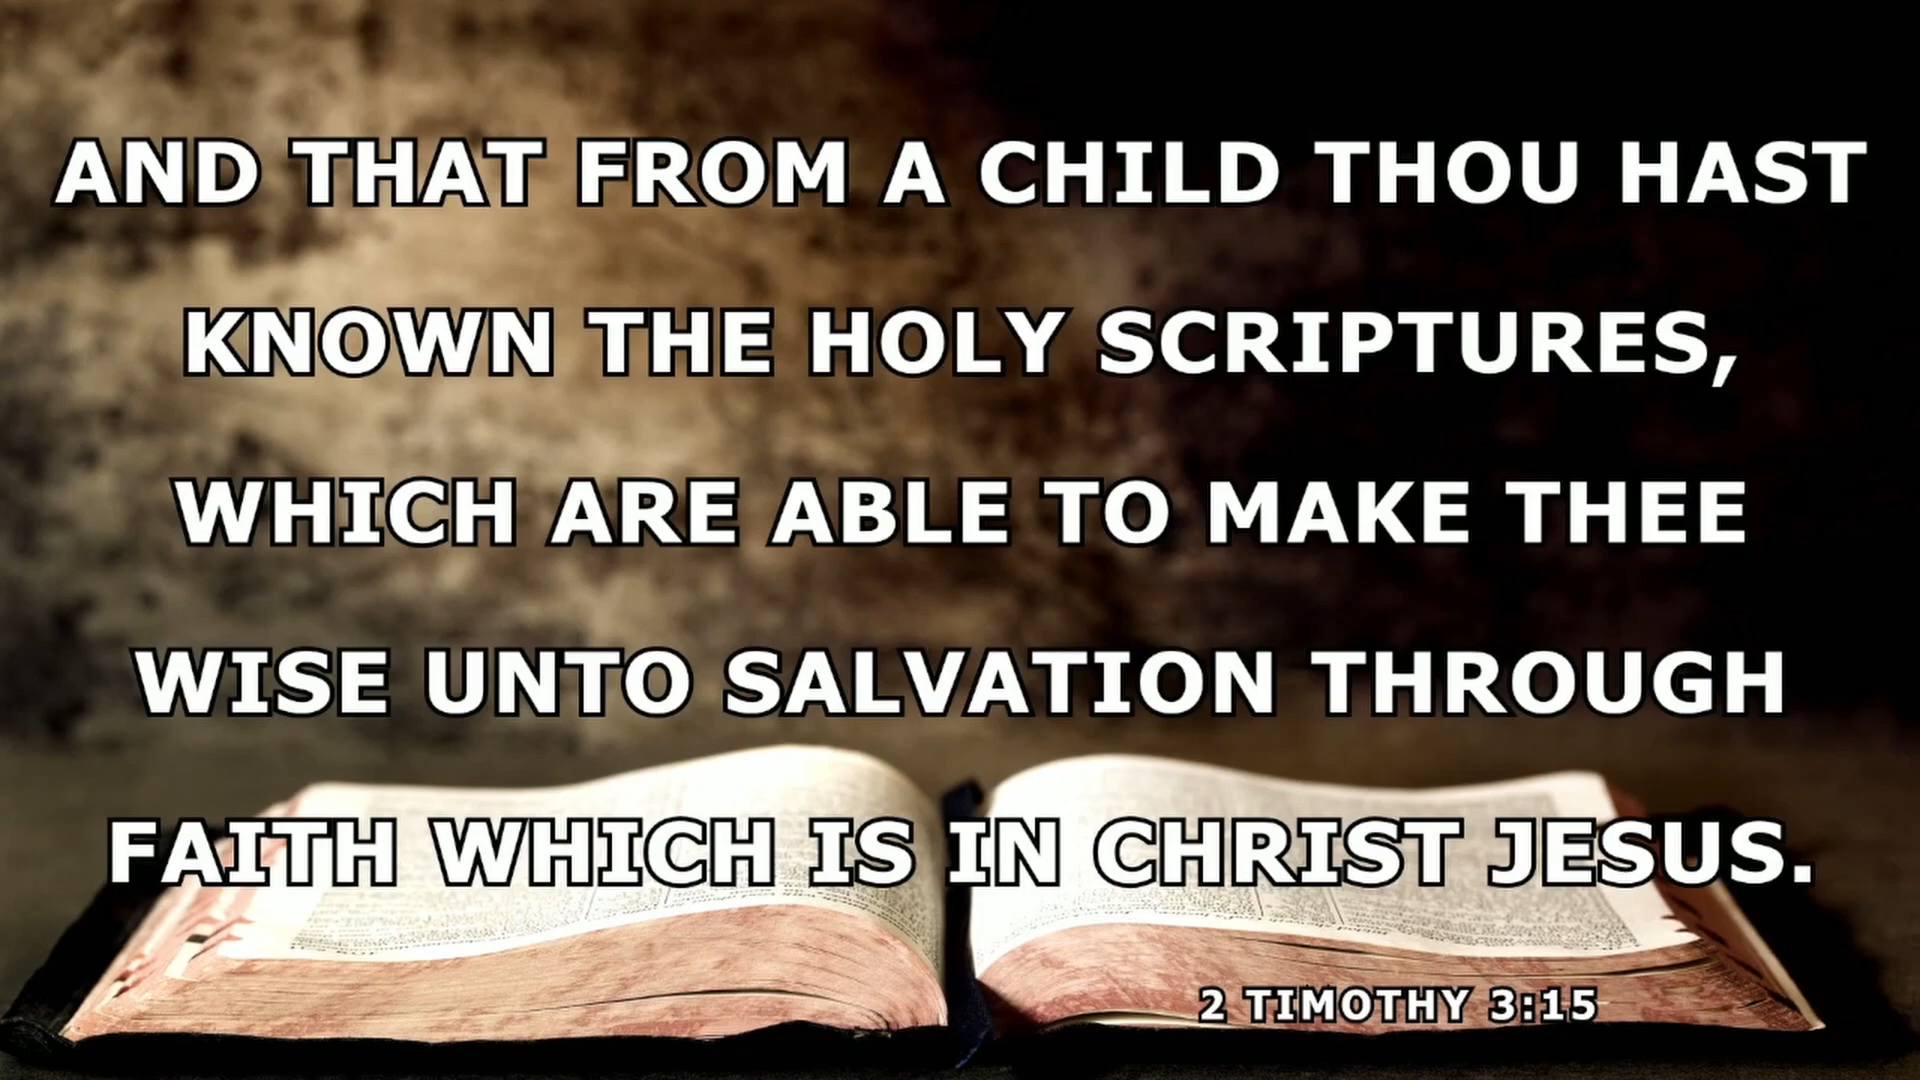 AND THAT FROM A CHILD THOU HAST
KNOWN THE HOLY SCRIPTURES,
WHICH ARE ABLE TO MAKE THEE
WISE UNTO SALVATION THROUGH
FAITH WHICH IS IN CHRIST JESUS.
2 TIMOTHY 3:15